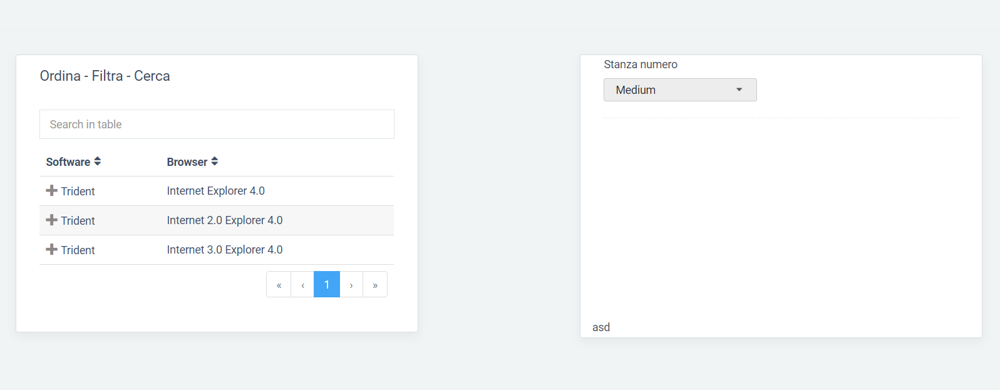 Ordina - Filtra - Cerca
Search in table
Software Browser
Trident Internet Explorer 4.0
Trident Internet 2.0 Explorer 4.0
Trident Internet 3.0 Explorer 4.0
« ‹ 1 › »
Stanza numero
Medium
asd